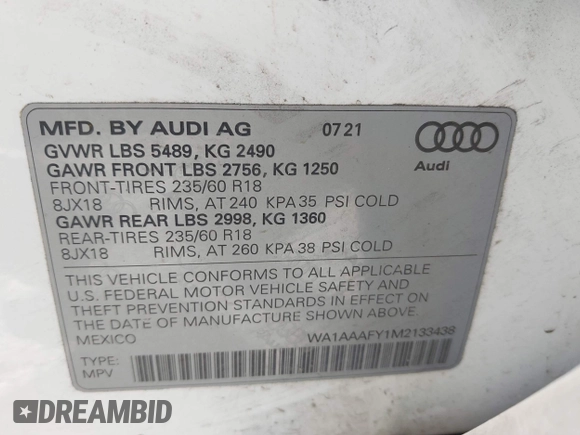 MFD. BY AUDI AG 07 21
GVWR LBS 5489, KG 2490
GAWR FRONT LBS 2756, KG 1250
FRONT-TIRES 235/60 R18
8JX18 RIMS, AT 240 KPA 35 PSI COLD
GAWR REAR LBS 2998, KG 1360
REAR-TIRES 235/60 R18
8JX18 RIMS, AT 260 KPA 38 PSI COLD
Audi
THIS VEHICLE CONFORMS TO ALL APPLICABLE
U.S. FEDERAL MOTOR VEHICLE SAFETY AND
THEFT PREVENTION STANDARDS IN EFFECT ON
THE DATE OF MANUFACTURE SHOWN ABOVE.
MEXICO WA1AAAFY1M2133438
TYPE:
MPV
DREAMBID